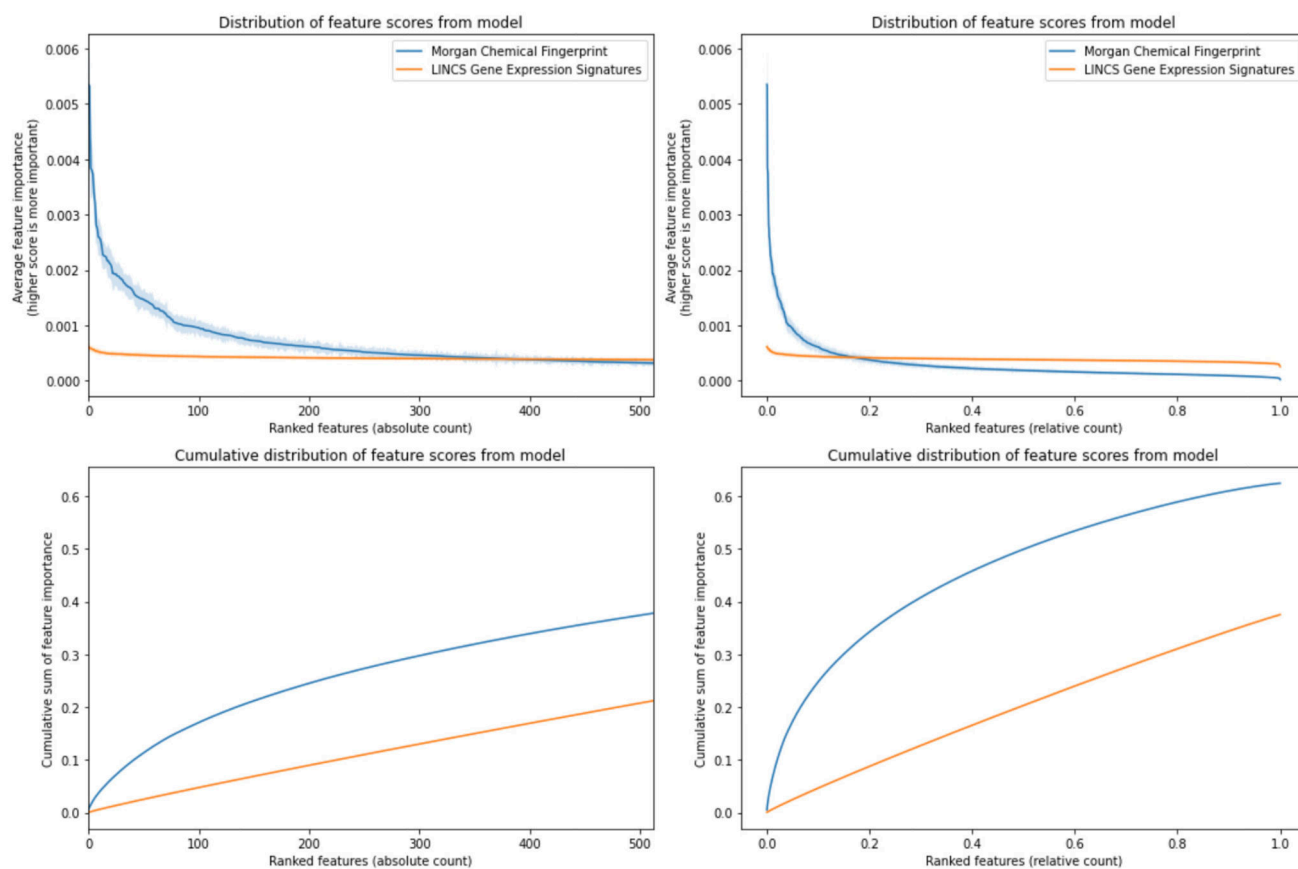 Distribution of feature scores from model
Morgan Chemical Fingerprint
LINCS Gene Expression Signatures
Average feature importance
(higher score is more important)
0.006
0.005
0.004
0.003
0.002
0.001
0.000
0 100 200 300 400 500
Ranked features (absolute count)
Distribution of feature scores from model
Morgan Chemical Fingerprint
LINCS Gene Expression Signatures
Average feature importance
(higher score is more important)
0.006
0.005
0.004
0.003
0.002
0.001
0.000
0.0 0.2 0.4 0.6 0.8 1.0
Ranked features (relative count)
Cumulative distribution of feature scores from model
Cumulative sum of feature importance
0.6
0.5
0.4
0.3
0.2
0.1
0.0
0 100 200 300 400 500
Ranked features (absolute count)
Cumulative distribution of feature scores from model
Cumulative sum of feature importance
0.6
0.5
0.4
0.3
0.2
0.1
0.0
0.0 0.2 0.4 0.6 0.8 1.0
Ranked features (relative count)